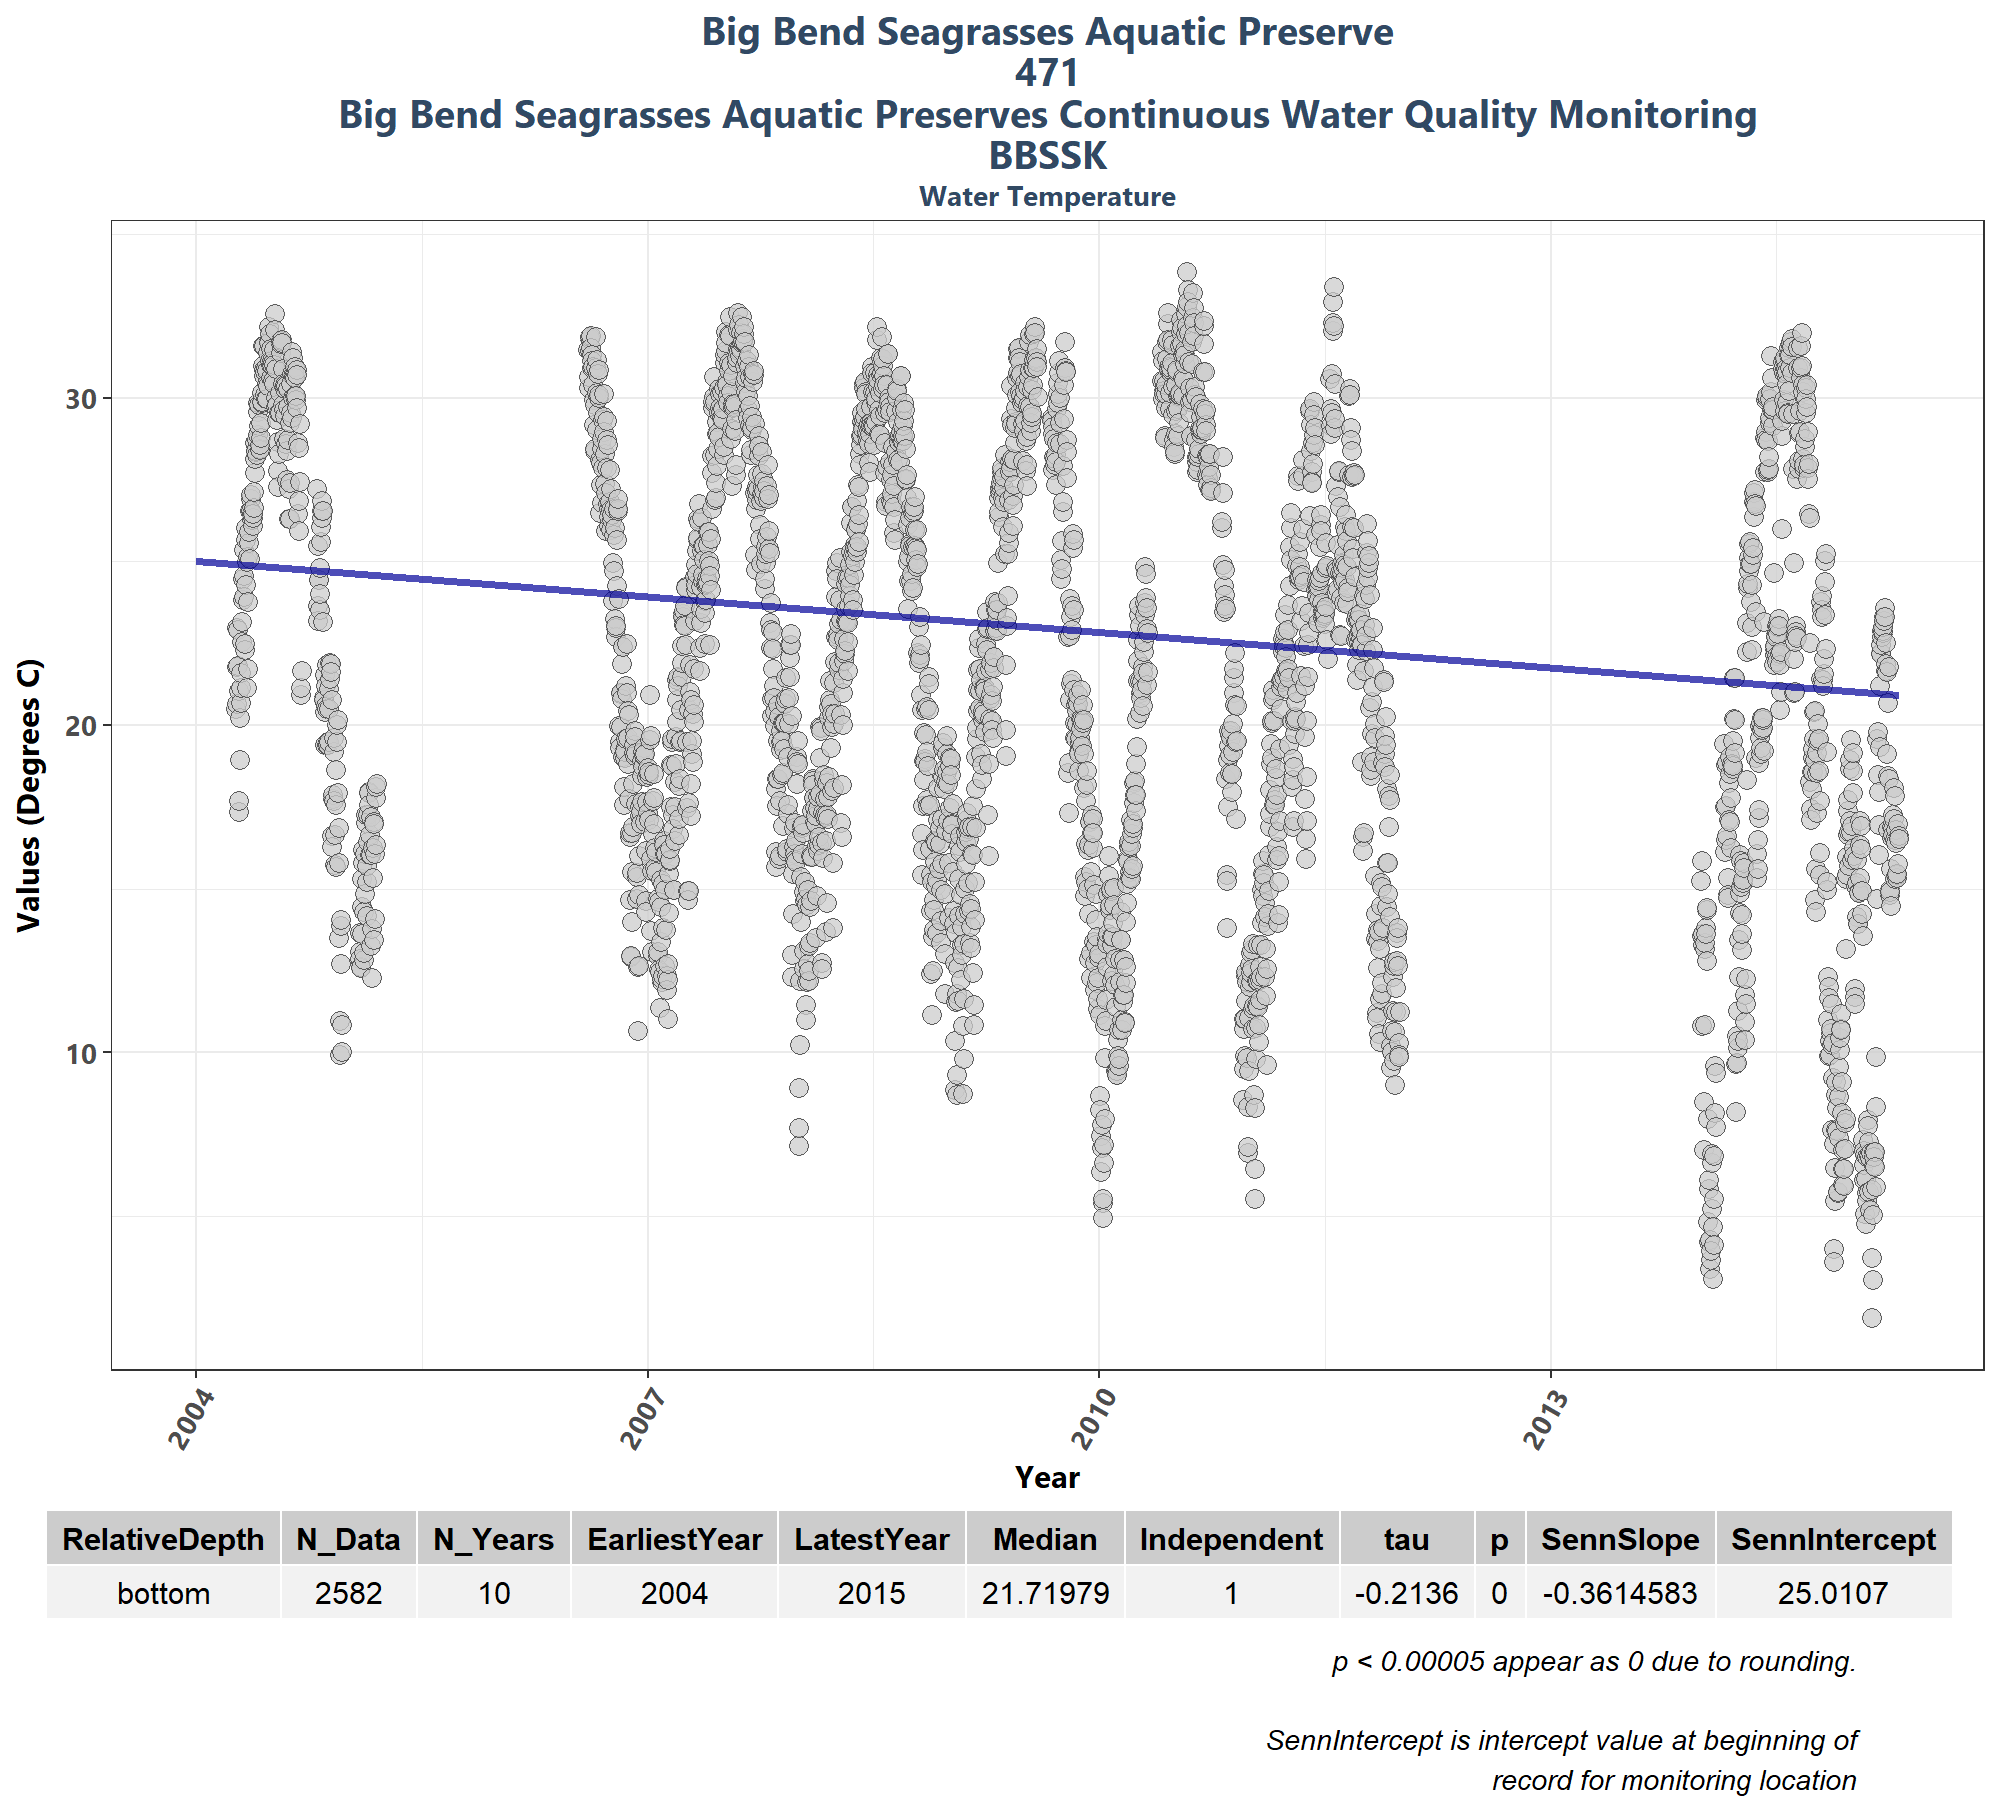 Big Bend Seagrasses Aquatic Preserve
471
Big Bend Seagrasses Aquatic Preserves Continuous Water Quality Monitoring
BBSSK
Water Temperature
Values (Degrees C)
30
20
10
2004
2007
2010
2013
Year
RelativeDepth N_Data N_Years EarliestYear LatestYear Median Independent tau p SennSlope SennIntercept
bottom 2582 10 2004 2015 21.71979 1 -0.2136 0 -0.3614583 25.0107
p < 0.00005 appear as 0 due to rounding.
SennIntercept is intercept value at beginning of
record for monitoring location